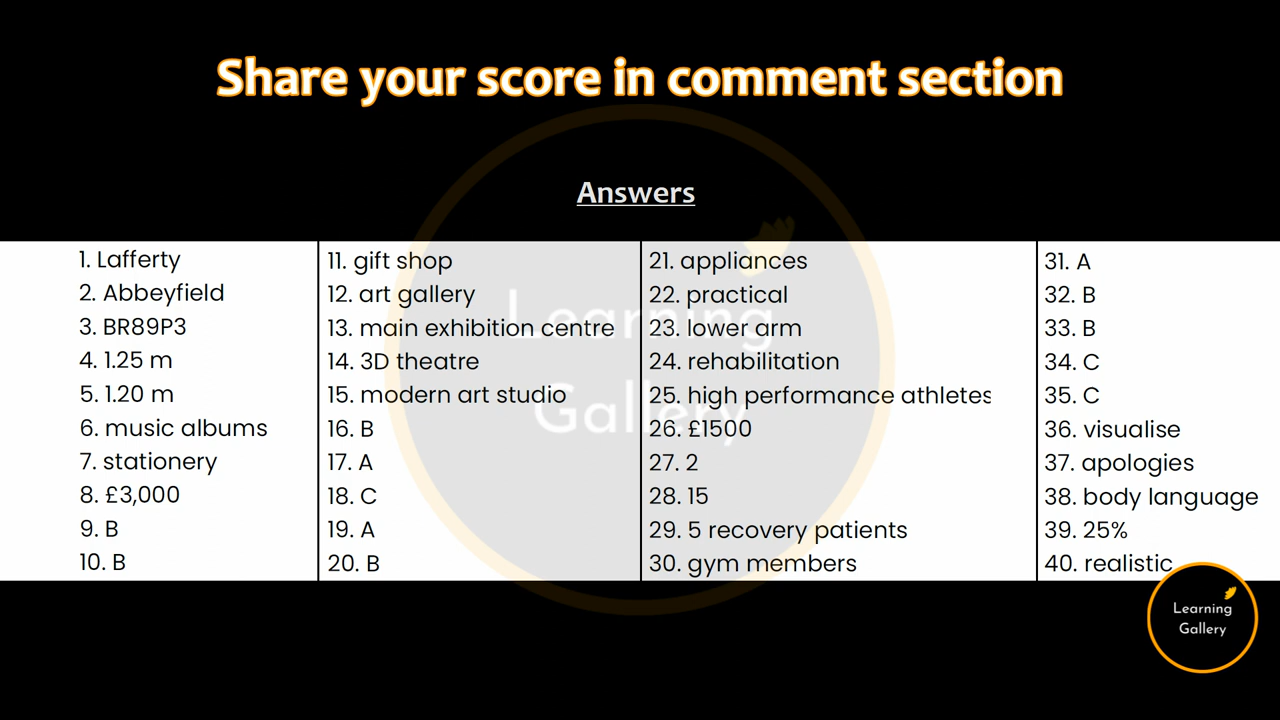 Share your score in comment section
Answers
1. Lafferty
2. Abbeyfield
3. BR89P3
4. 1.25 m
5. 1.20 m
6. music albums
7. stationery
8. £3,000
9. B
10. B
11. gift shop
12. art gallery
13. main exhibition centre
14. 3D theatre
15. modern art studio
16. B
17. A
18. C
19. A
20. B
21. appliances
22. practical
23. lower arm
24. rehabilitation
25. high performance athletes
26. £1500
27. 2
28. 15
29. 5 recovery patients
30. gym members
31. A
32. B
33. B
34. C
35. C
36. visualise
37. apologies
38. body language
39. 25%
40. realistic
Learning
Gallery
Learning
Gallery